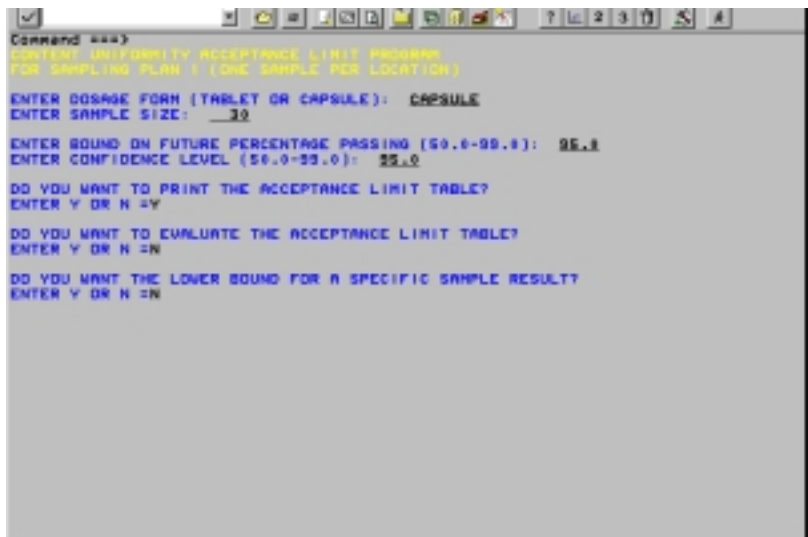 ? 2 3
Command ===>
CONTENT UNIFORMITY ACCEPTANCE LIMIT PROGRAM
FOR SAMPLING PLAN 1 (ONE SAMPLE PER LOCATION)
ENTER DOSAGE FORM (TABLET OR CAPSULE): CAPSULE
ENTER SAMPLE SIZE: __30
ENTER BOUND ON FUTURE PERCENTAGE PASSING (50.0-99.0): 95.0
ENTER CONFIDENCE LEVEL (50.0-99.0): 95.0
DO YOU WANT TO PRINT THE ACCEPTANCE LIMIT TABLE?
ENTER Y OR N =Y
DO YOU WANT TO EVALUATE THE ACCEPTANCE LIMIT TABLE?
ENTER Y OR N =N
DO YOU WANT THE LOWER BOUND FOR A SPECIFIC SAMPLE RESULT?
ENTER Y OR N =N